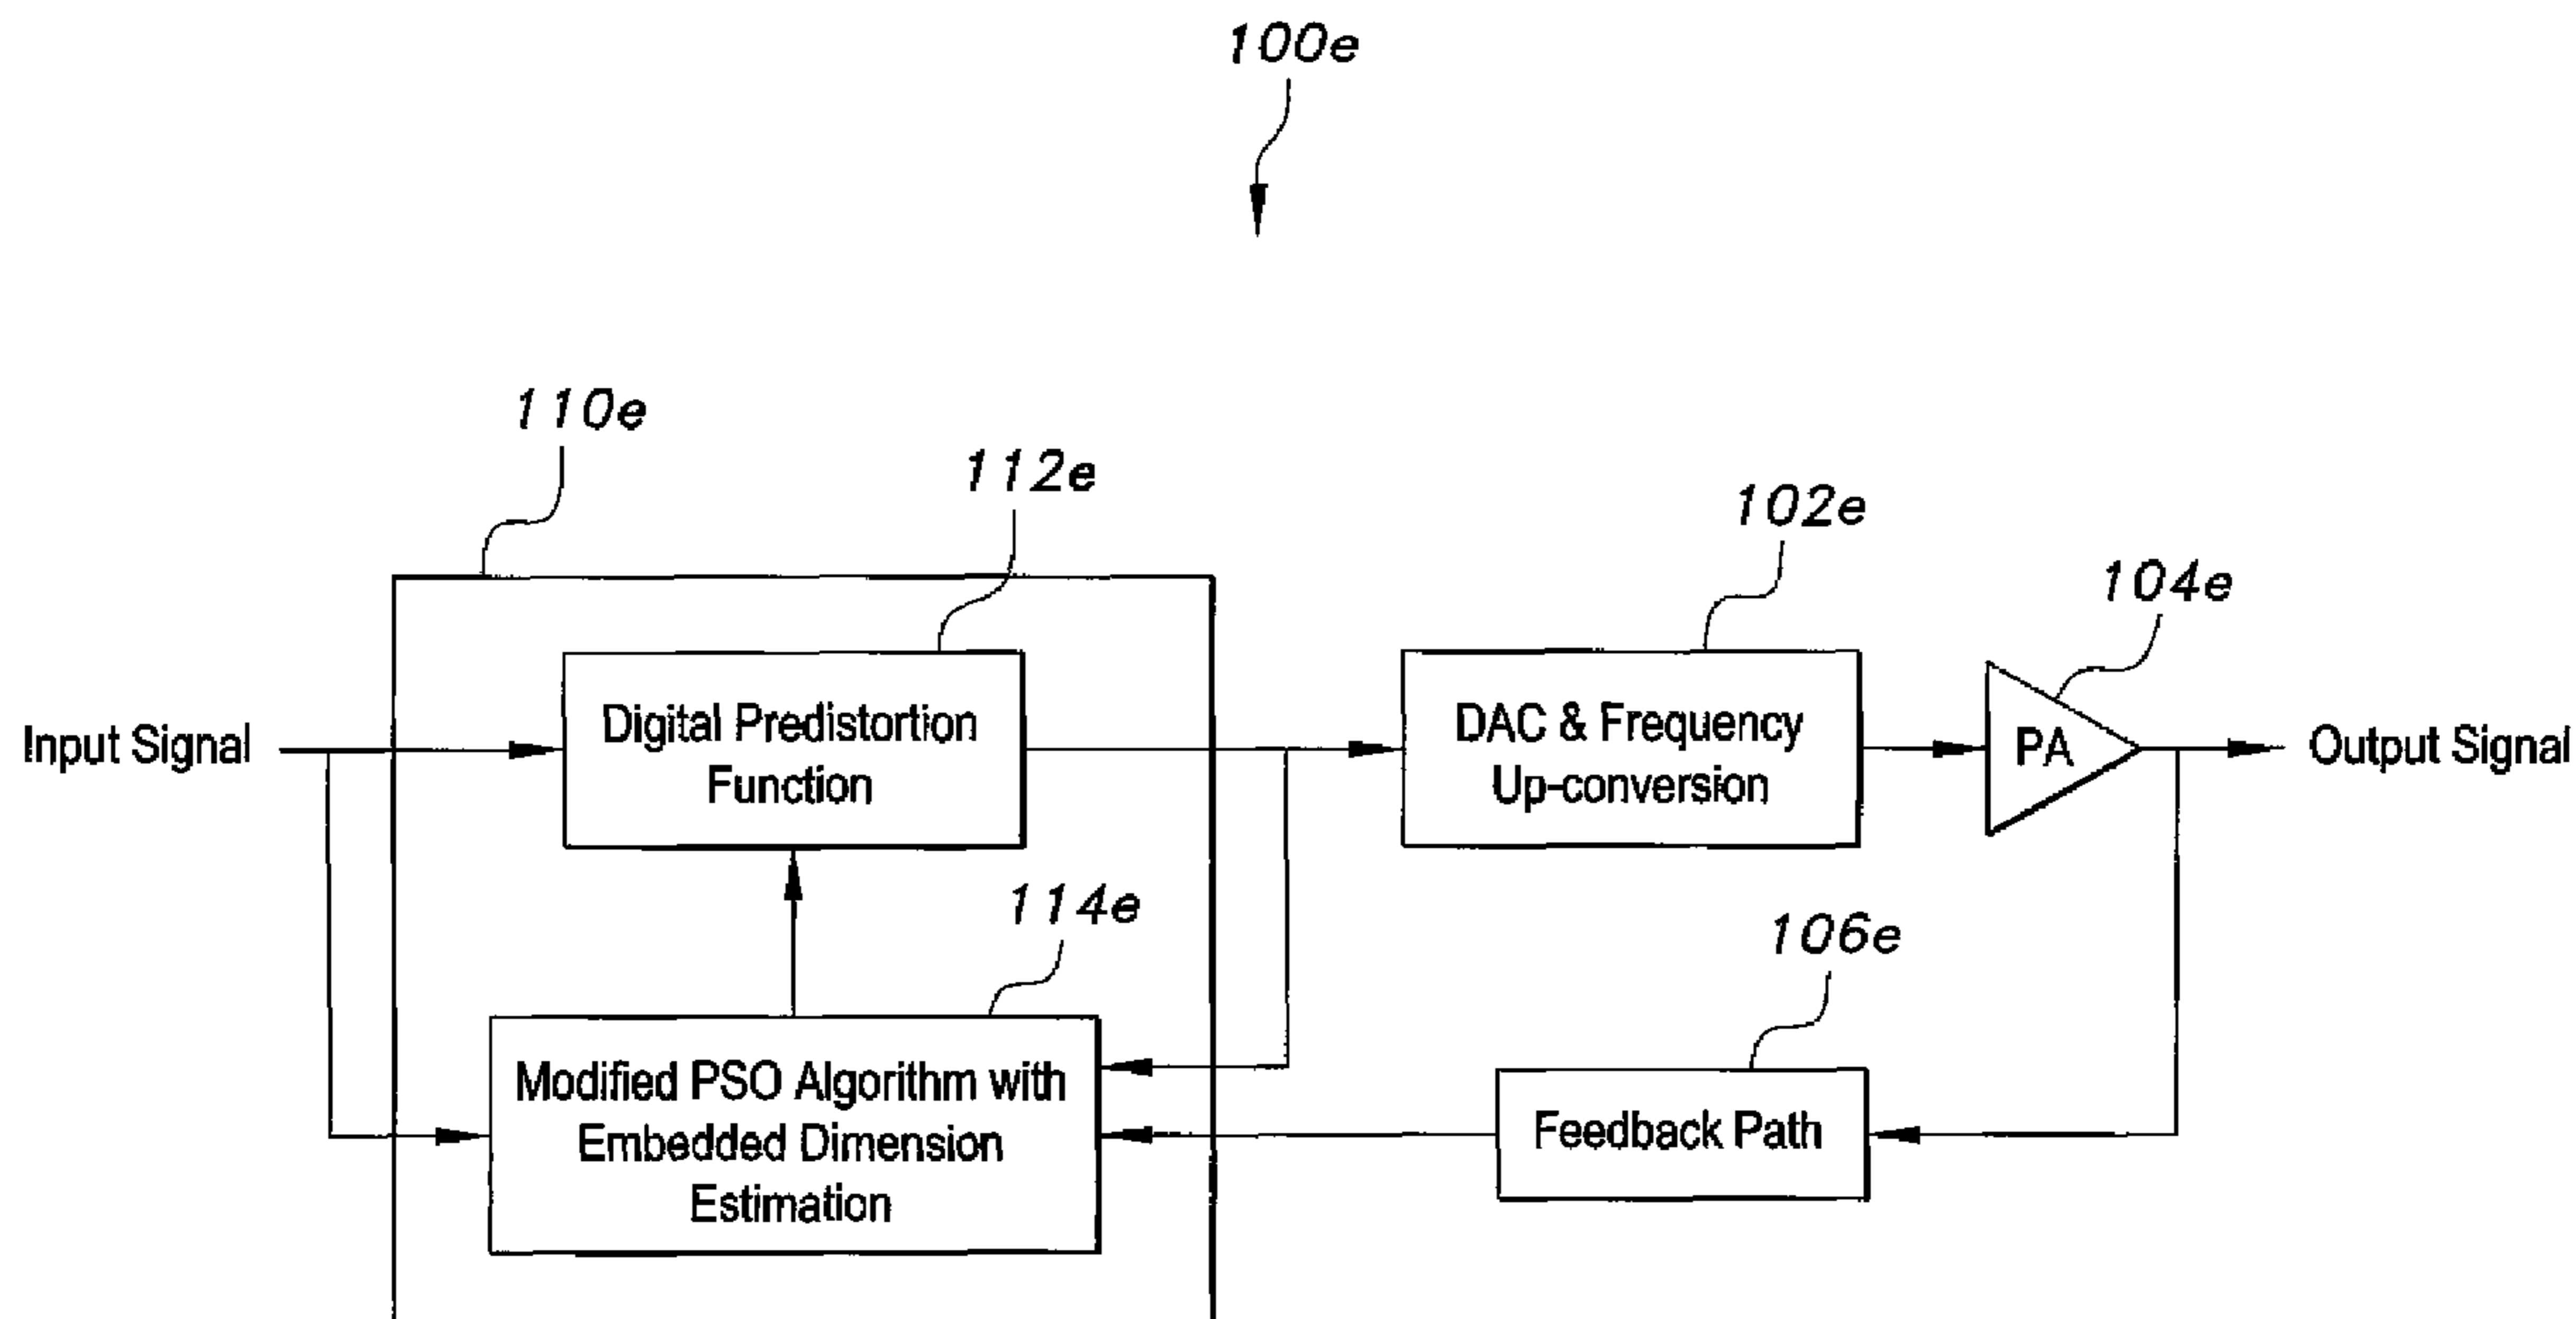 100e
110e
112e
102e
104e
Input Signal
Digital Predistortion
Function
DAC & Frequency
Up-conversion
PA
Output Signal
114e
106e
Modified PSO Algorithm with
Embedded Dimension
Estimation
Feedback Path